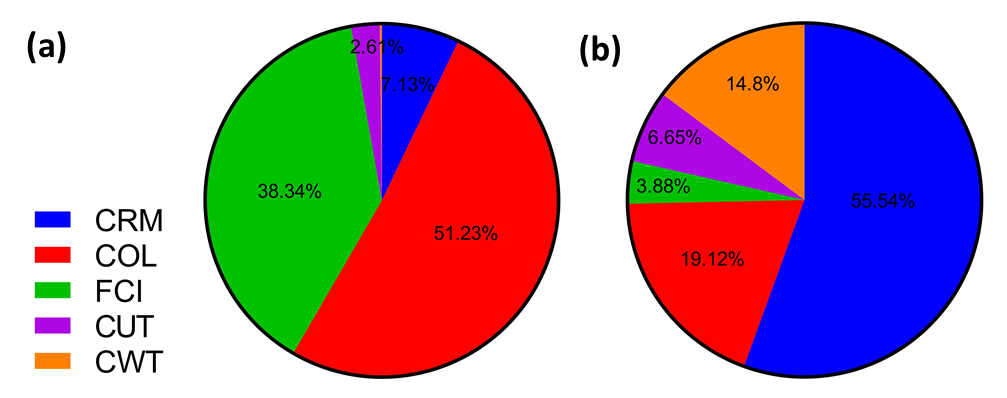 (a)
2.61%
7.13%
38.34%
51.23%
CRM
COL
FCI
CUT
CWT
(b)
14.8%
6.65%
3.88%
55.54%
19.12%